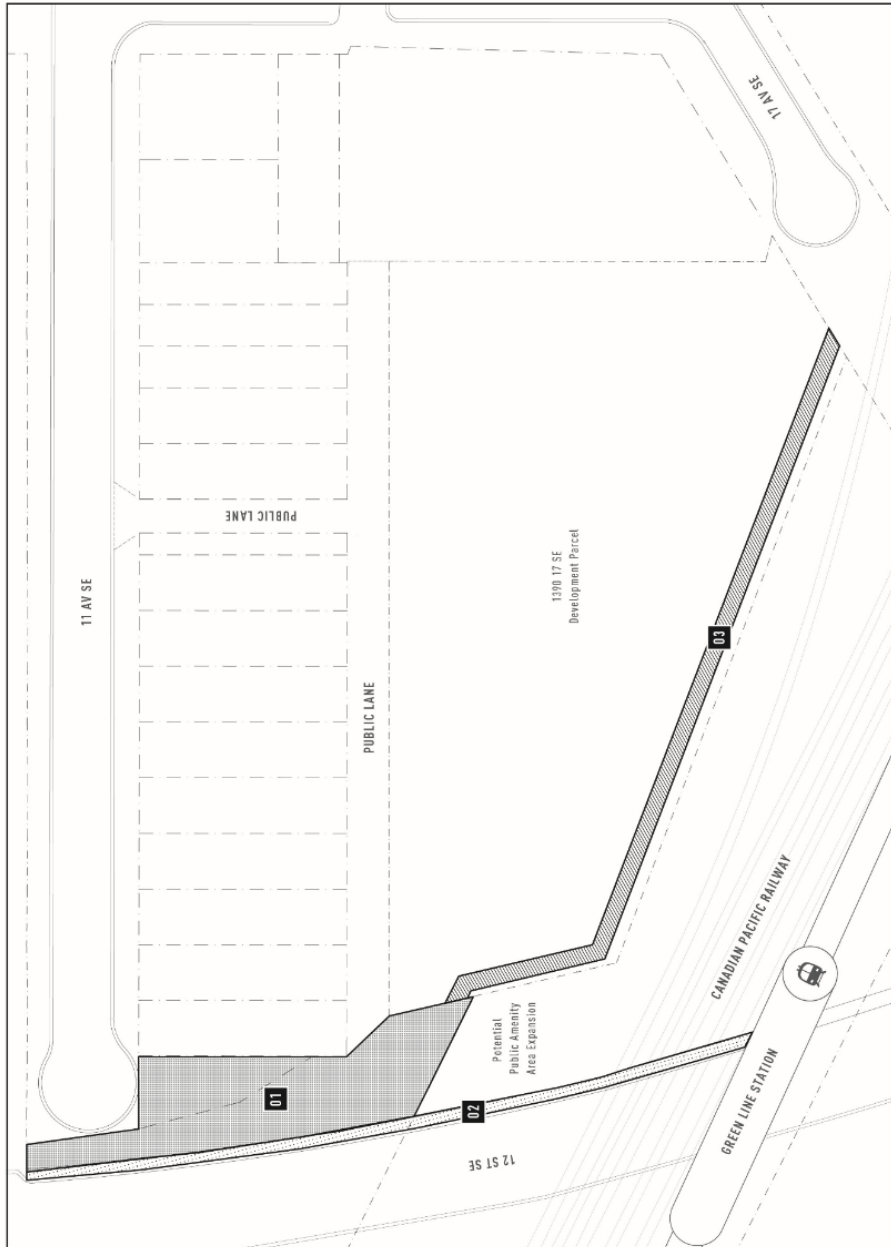 17 AV SE
11 AV SE
PUBLIC LANE
PUBLIC LANE
1390 17 SE
Development Parcel
03
Potential
Public Amenity
Area Expansion
CANADIAN PACIFIC RAILWAY
01
02
12 ST SE
GREEN LINE STATION